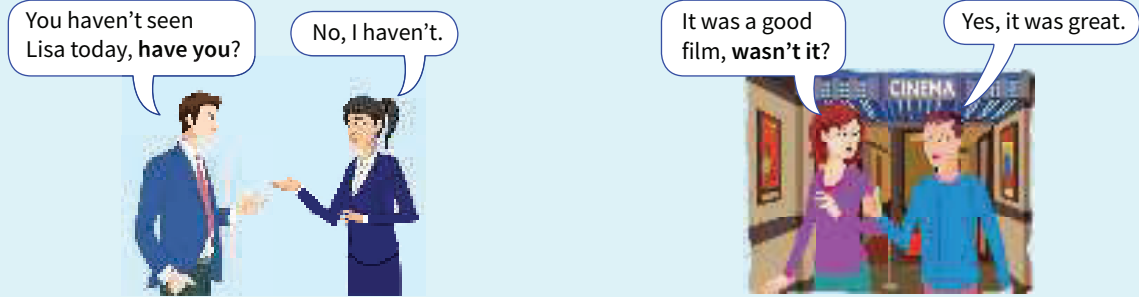 You haven't seen
Lisa today, have you?
No, I haven't.
It was a good
film, wasn't it?
Yes, it was great.
CINEMA